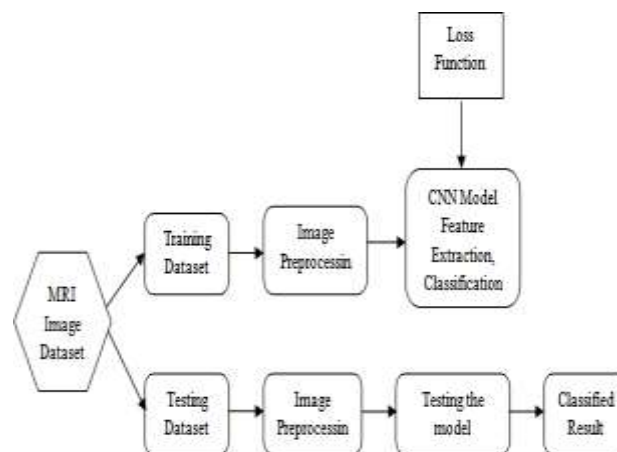 Loss
Function
CNN Model
Feature
Extraction,
Classification
Training
Dataset
Image
Preprocessin
MRI
Image
Dataset
Testing
Dataset
Image
Preprocessin
Testing the
model
Classified
Result